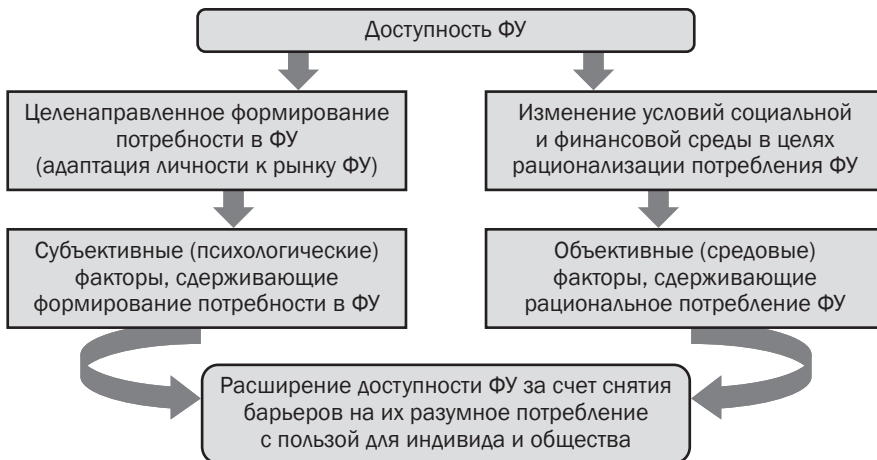 Доступность ФУ
Целенаправленное формирование
потребности в ФУ
(адаптация личности к рынку ФУ)
Изменение условий социальной
и финансовой среды в целях
рационализации потребления ФУ
Субъективные (психологические)
факторы, сдерживающие
формирование потребности в ФУ
Объективные (средовые)
факторы, сдерживающие
рациональное потребление ФУ
Расширение доступности ФУ за счет снятия
барьеров на их разумное потребление
с пользой для индивида и общества